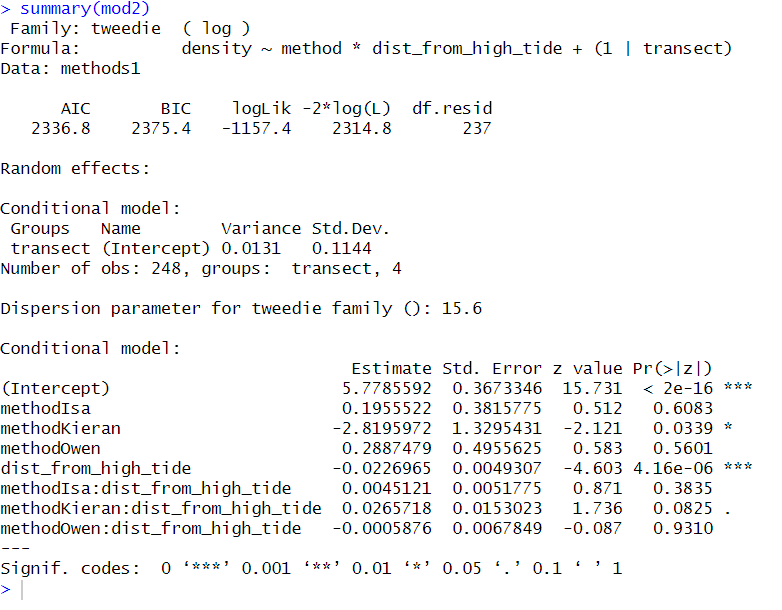 > summary(mod2)
 Family: tweedie  ( log )
Formula:          density ~ method * dist_from_high_tide + (1 | transect)
Data: methods1

      AIC       BIC    logLik -2*log(L)  df.resid
   2336.8    2375.4   -1157.4    2314.8       237

Random effects:

Conditional model:
 Groups   Name        Variance Std.Dev.
 transect (Intercept) 0.0131   0.1144
Number of obs: 248, groups:  transect, 4

Dispersion parameter for tweedie family (): 15.6

Conditional model:
                                   Estimate Std. Error z value Pr(>|z|)
(Intercept)                       5.7785592  0.3673346  15.731  < 2e-16 ***
methodIsa                         0.1955522  0.3815775   0.512   0.6083
methodKieran                     -2.8195972  1.3295431  -2.121   0.0339 *
methodOwen                        0.2887479  0.4955625   0.583   0.5601
dist_from_high_tide              -0.0226965  0.0049307  -4.603 4.16e-06 ***
methodIsa:dist_from_high_tide     0.0045121  0.0051775   0.871   0.3835
methodKieran:dist_from_high_tide  0.0265718  0.0153023   1.736   0.0825 .
methodOwen:dist_from_high_tide   -0.0005876  0.0067849  -0.087   0.9310
---
Signif. codes:  0 ‘***’ 0.001 ‘**’ 0.01 ‘*’ 0.05 ‘.’ 0.1 ‘ ’ 1
>